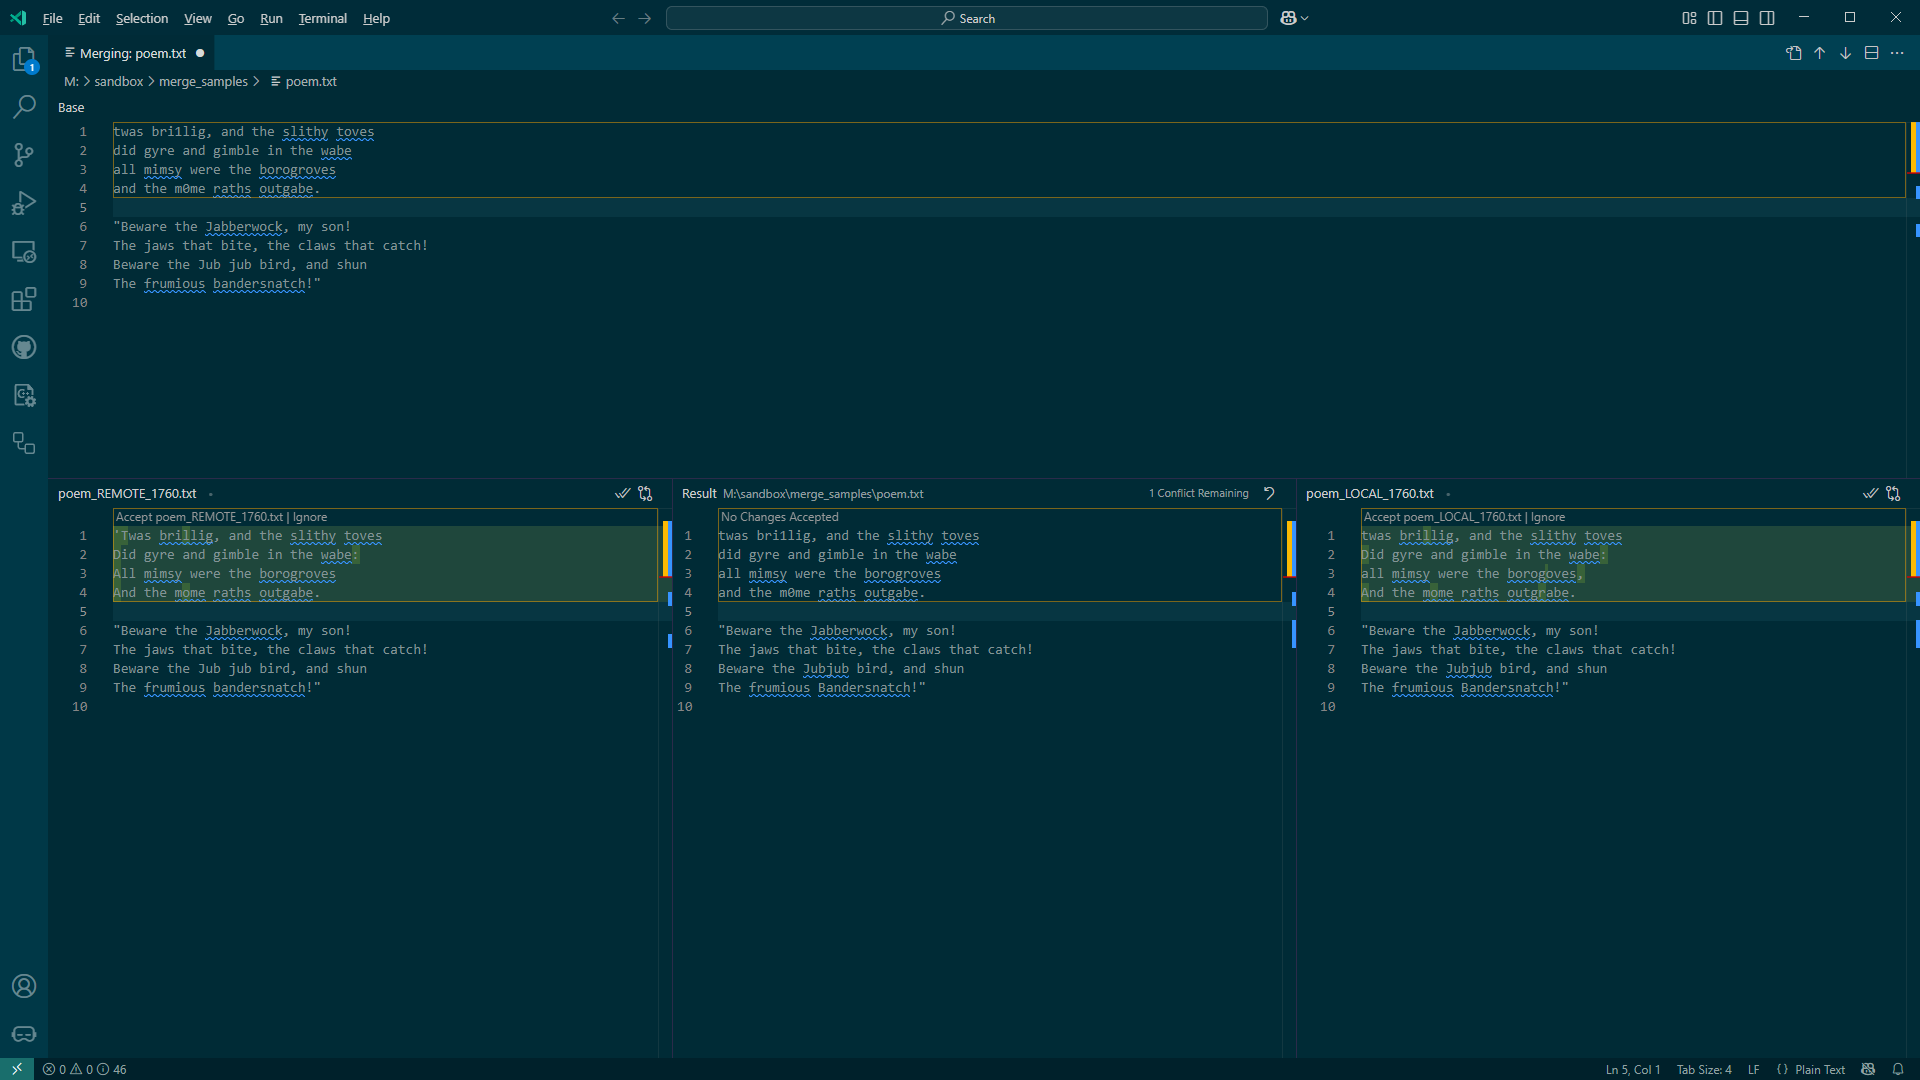 File Edit Selection View Go Run Terminal Help
Search
Merging: poem.txt
1
M: > sandbox > merge_samples > poem.txt
Base
1 twas bri1lig, and the slithy toves
2 did gyre and gimble in the wabe
3 all mimsy were the borogroves
4 and the m0me raths outgabe.
5
6 "Beware the Jabberwock, my son!
7 The jaws that bite, the claws that catch!
8 Beware the Jub jub bird, and shun
9 The frumious bandersnatch!"
10
poem_REMOTE_1760.txt
Accept poem_REMOTE_1760.txt | Ignore
1 'Twas brillig, and the slithy toves
2 Did gyre and gimble in the wabe:
3 All mimsy were the borogroves
4 And the mome raths outgabe.
5
6 "Beware the Jabberwock, my son!
7 The jaws that bite, the claws that catch!
8 Beware the Jub jub bird, and shun
9 The frumious bandersnatch!"
10
Result M:\sandbox\merge_samples\poem.txt 1 Conflict Remaining
No Changes Accepted
1 twas bri1lig, and the slithy toves
2 did gyre and gimble in the wabe
3 all mimsy were the borogroves
4 and the m0me raths outgabe.
5
6 "Beware the Jabberwock, my son!
7 The jaws that bite, the claws that catch!
8 Beware the Jubjub bird, and shun
9 The frumious Bandersnatch!"
10
poem_LOCAL_1760.txt
Accept poem_LOCAL_1760.txt | Ignore
1 twas brillig, and the slithy toves
2 Did gyre and gimble in the wabe:
3 all mimsy were the borogoves,
4 And the mome raths outgrabe.
5
6 "Beware the Jabberwock, my son!
7 The jaws that bite, the claws that catch!
8 Beware the Jubjub bird, and shun
9 The frumious Bandersnatch!"
10
0 0 46
Ln 5, Col 1 Tab Size: 4 LF {} Plain Text